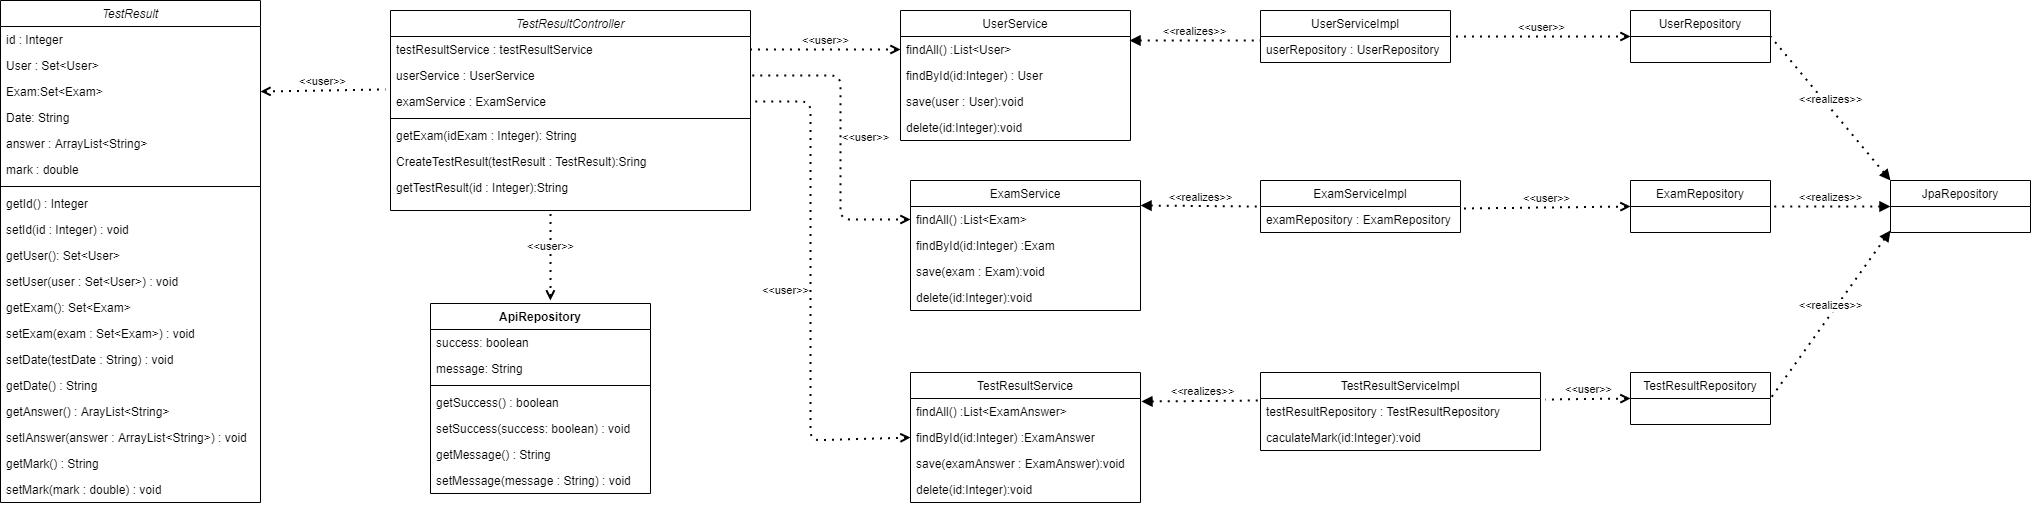 TestResult
id : Integer
User : Set<User>
Exam:Set<Exam>
Date: String
answer : ArrayList<String>
mark : double
getId() : Integer
setId(id : Integer) : void
getUser(): Set<User>
setUser(user : Set<User>) : void
getExam(): Set<Exam>
setExam(exam : Set<Exam>) : void
setDate(testDate : String) : void
getDate() : String
getAnswer() : ArayList<String>
setIAnswer(answer : ArrayList<String>) : void
getMark() : String
setMark(mark : double) : void
<<user>>
TestResultController
testResultService : testResultService
userService : UserService
examService : ExamService
getExam(idExam : Integer): String
CreateTestResult(testResult : TestResult):Sring
getTestResult(id : Integer):String
<<user>>
ApiRepository
success: boolean
message: String
getSuccess() : boolean
setSuccess(success: boolean) : void
getMessage() : String
setMessage(message : String) : void
<<user>>
<<user>>
<<user>>
UserService
findAll() :List<User>
findById(id:Integer) : User
save(user : User):void
delete(id:Integer):void
<<realizes>>
UserServiceImpl
userRepository : UserRepository
<<user>>
UserRepository
<<realizes>>
ExamService
findAll() :List<Exam>
findById(id:Integer) :Exam
save(exam : Exam):void
delete(id:Integer):void
<<realizes>>
ExamServiceImpl
examRepository : ExamRepository
<<user>>
ExamRepository
<<realizes>>
JpaRepository
<<realizes>>
TestResultService
findAll() :List<ExamAnswer>
findById(id:Integer) :ExamAnswer
save(examAnswer : ExamAnswer):void
delete(id:Integer):void
<<realizes>>
TestResultServiceImpl
testResultRepository : TestResultRepository
caculateMark(id:Integer):void
<<user>>
TestResultRepository